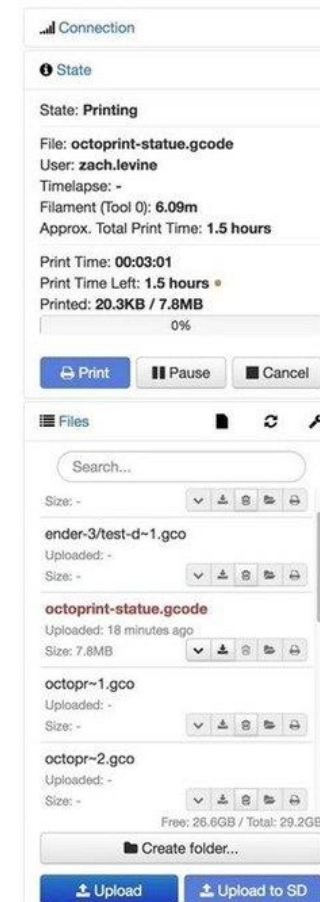 Connection
State
State: Printing
File: octoprint-statue.gcode
User: zach.levine
Timelapse: -
Filament (Tool 0): 6.09m
Approx. Total Print Time: 1.5 hours
Print Time: 00:03:01
Print Time Left: 1.5 hours
Printed: 20.3KB / 7.8MB
0%
Print Pause Cancel
Files
Search...
Size: -
ender-3/test-d~1.gco
Uploaded: -
Size: -
octoprint-statue.gcode
Uploaded: 18 minutes ago
Size: 7.8MB
octopr~1.gco
Uploaded: -
Size: -
octopr~2.gco
Uploaded: -
Size: -
Free: 26.6GB / Total: 29.2GB
Create folder...
Upload Upload to SD